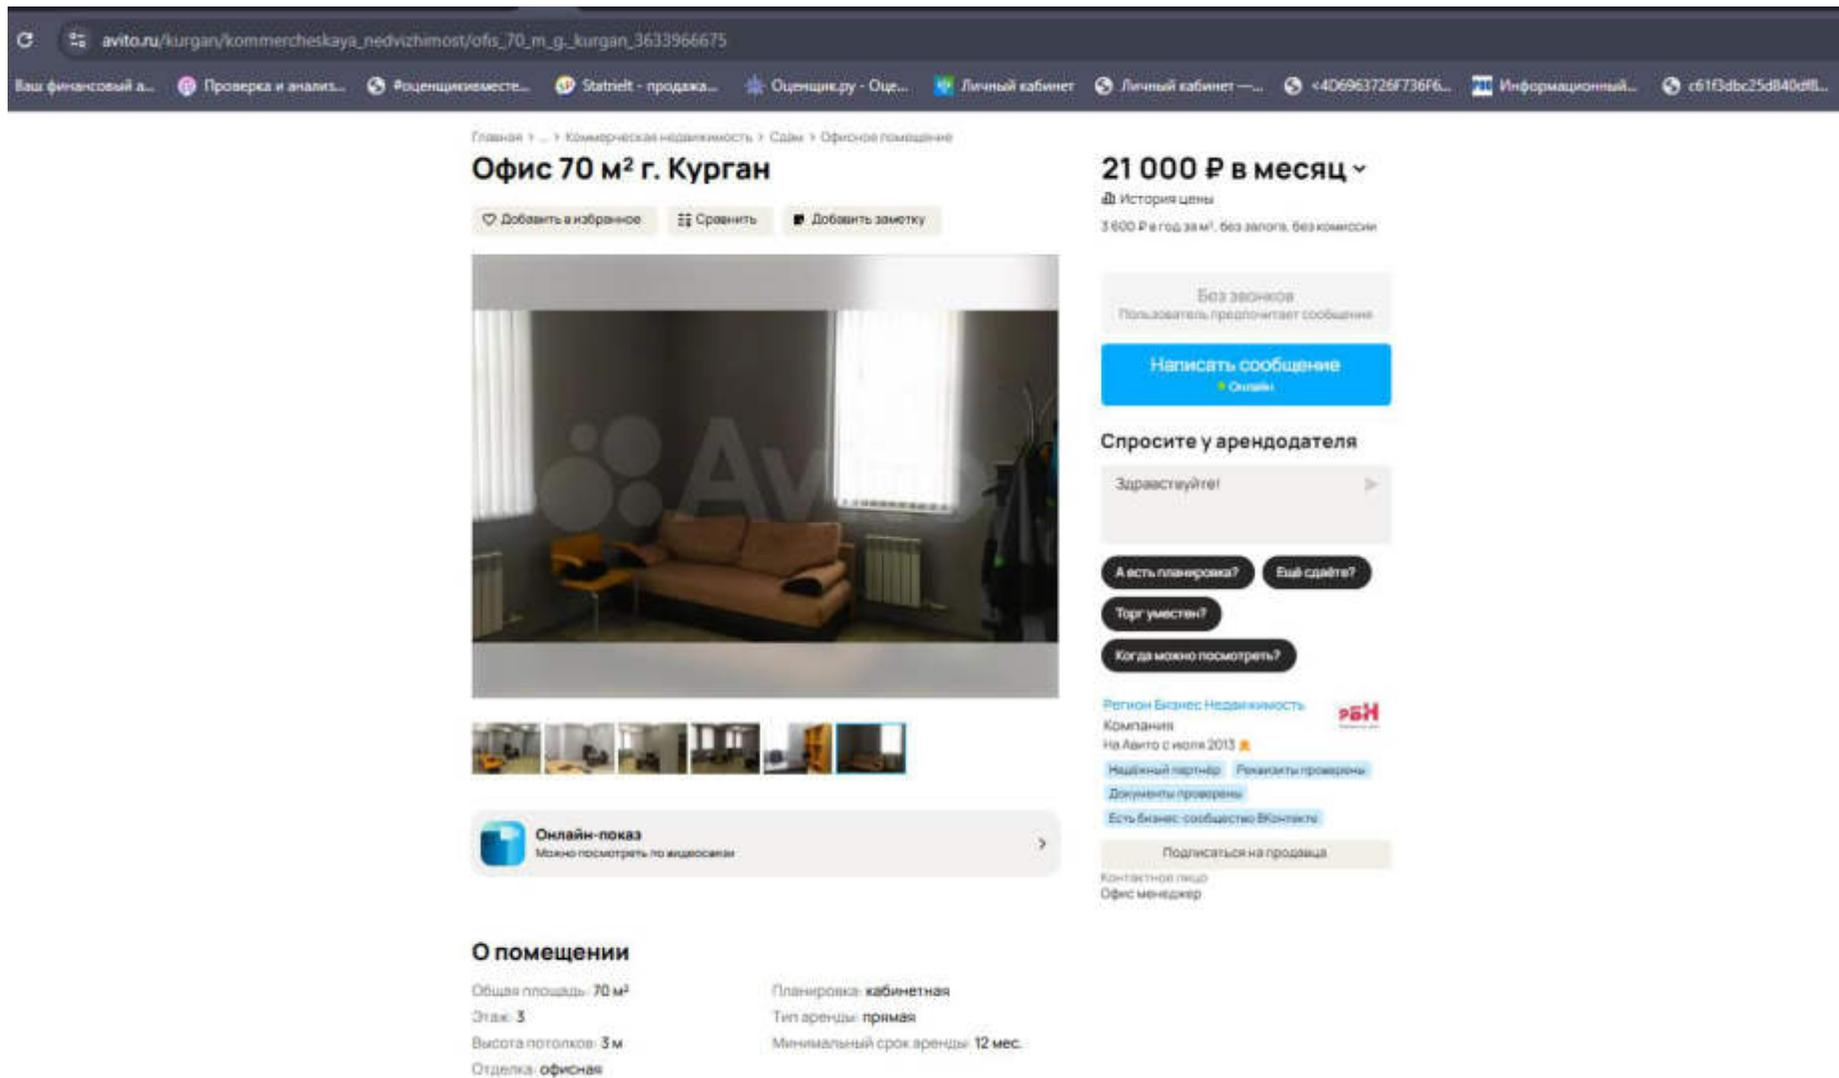 avito.ru/kurgan/kommercheskaya_nedvizhimost/ofis_70_m_g._kurgan_3633966675
Ваш финансовый а... Проверка и анализ... #оценщикивместе... Statrielt - продажа... Оценщик.ру - Оце... Личный кабинет Личный кабинет —... <4D6963726F736F6... Информационный... c61f3dbc25d840df8...
Главная > ... > Коммерческая недвижимость > Сдам > Офисное помещение
Офис 70 м² г. Курган
21 000 ₽ в месяц
История цены
3 600 ₽ в год за м², без залога, без комиссии
Добавить в избранное Сравнить Добавить заметку
Без звонков
Пользователь предпочитает сообщения
Написать сообщение
Онлайн
Спросите у арендодателя
Здравствуйте!
А есть планировка? Ещё сдаёте?
Торг уместен?
Когда можно посмотреть?
Avito
Регион Бизнес Недвижимость
РБН
Компания
На Авито с июля 2013
Надёжный партнёр Реквизиты проверены
Документы проверены
Есть бизнес-сообщество ВКонтакте
Подписаться на продавца
Контактное лицо
Офис менеджер
Онлайн-показ
Можно посмотреть по видеосвязи
О помещении
Общая площадь: 70 м² Планировка: кабинетная
Этаж: 3 Тип аренды: прямая
Высота потолков: 3 м Минимальный срок аренды: 12 мес.
Отделка: офисная